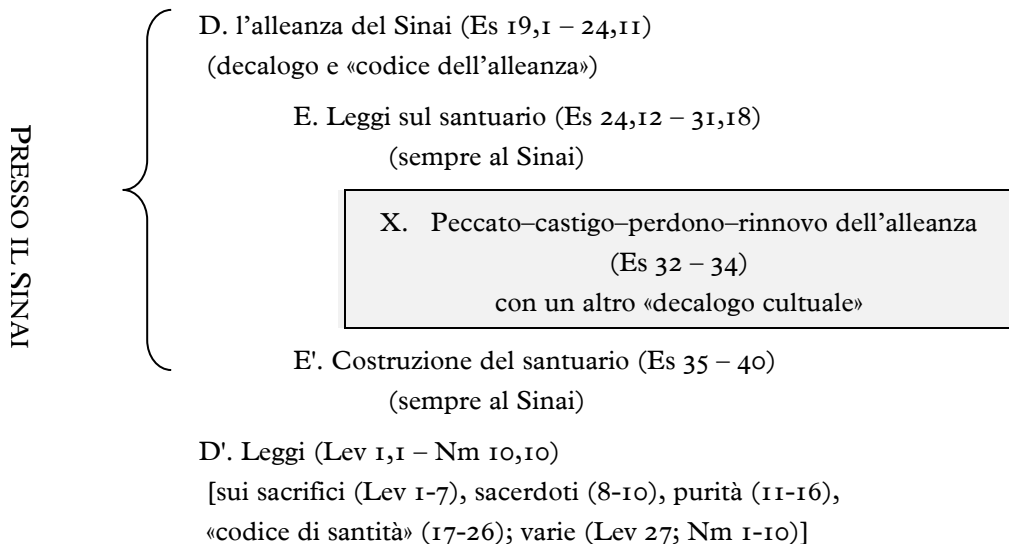 PRESSO IL SINAI
D. l’alleanza del Sinai (Es 19,1 – 24,11)
(decalogo e «codice dell’alleanza»)
E. Leggi sul santuario (Es 24,12 – 31,18)
(sempre al Sinai)
X. Peccato–castigo–perdono–rinnovo dell’alleanza
(Es 32 – 34)
con un altro «decalogo cultuale»
E'. Costruzione del santuario (Es 35 – 40)
(sempre al Sinai)
D'. Leggi (Lev 1,1 – Nm 10,10)
[sui sacrifici (Lev 1-7), sacerdoti (8-10), purità (11-16),
«codice di santità» (17-26); varie (Lev 27; Nm 1-10)]